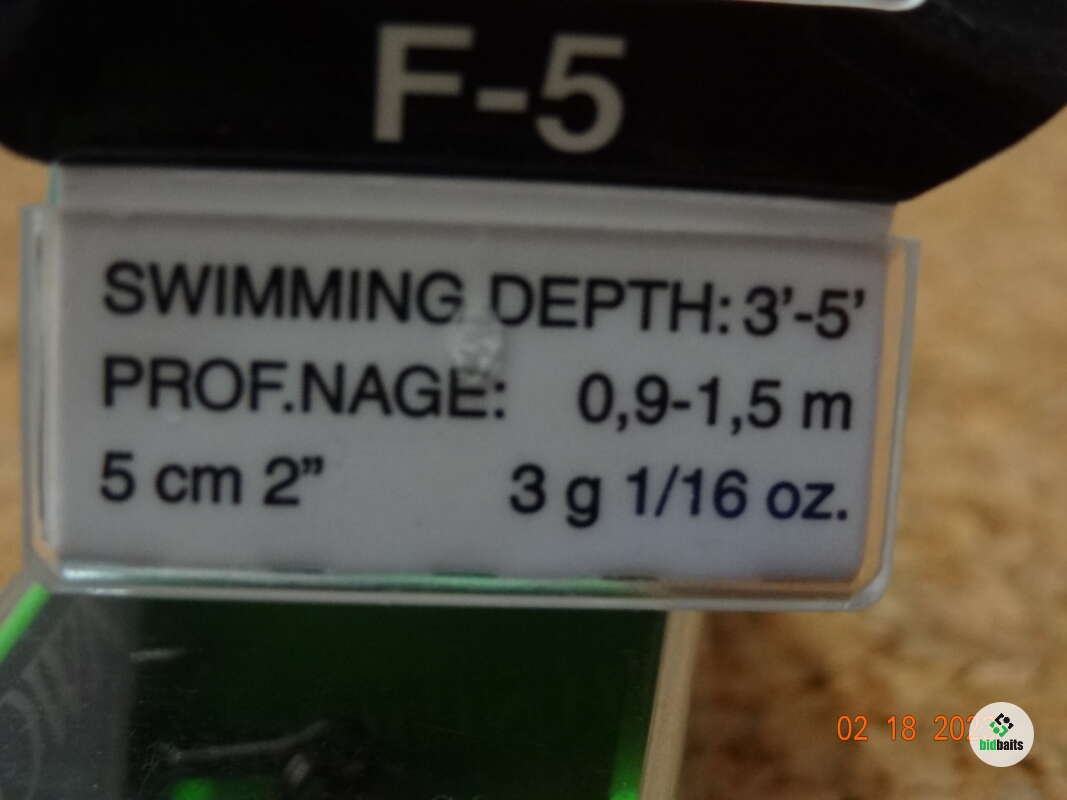 F-5
SWIMMING DEPTH: 3'-5'
PROF.NAGE: 0,9-1,5 m
5 cm 2” 3 g 1/16 oz.
02 18
bidbaits